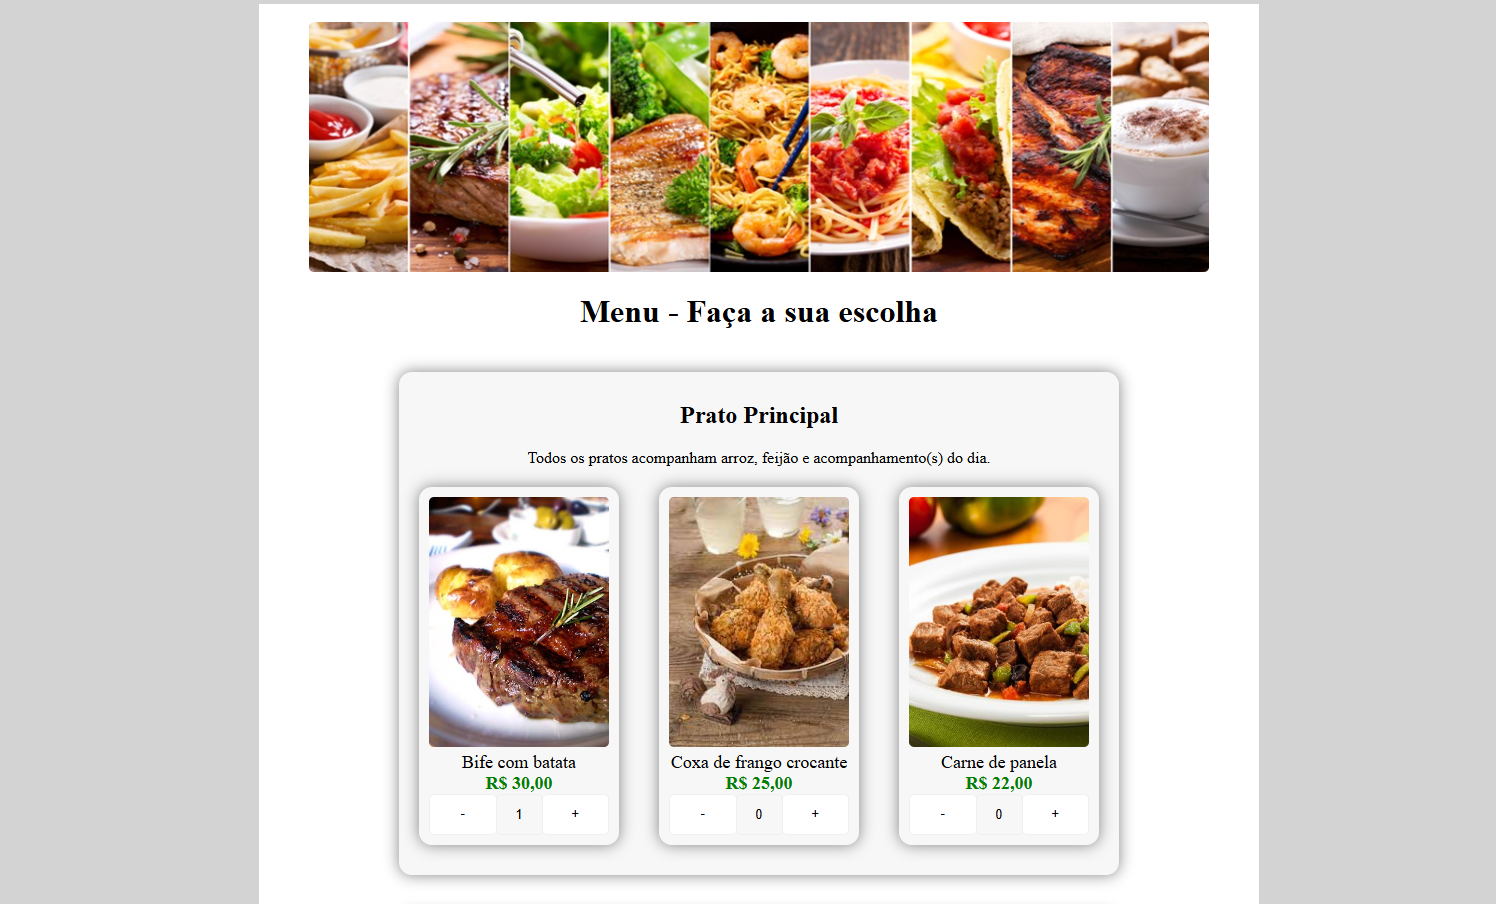 Menu - Faça a sua escolha
Prato Principal
Todos os pratos acompanham arroz, feijão e acompanhamento(s) do dia.
Bife com batata
R$ 30,00
- 1 +
Coxa de frango crocante
R$ 25,00
- 0 +
Carne de panela
R$ 22,00
- 0 +